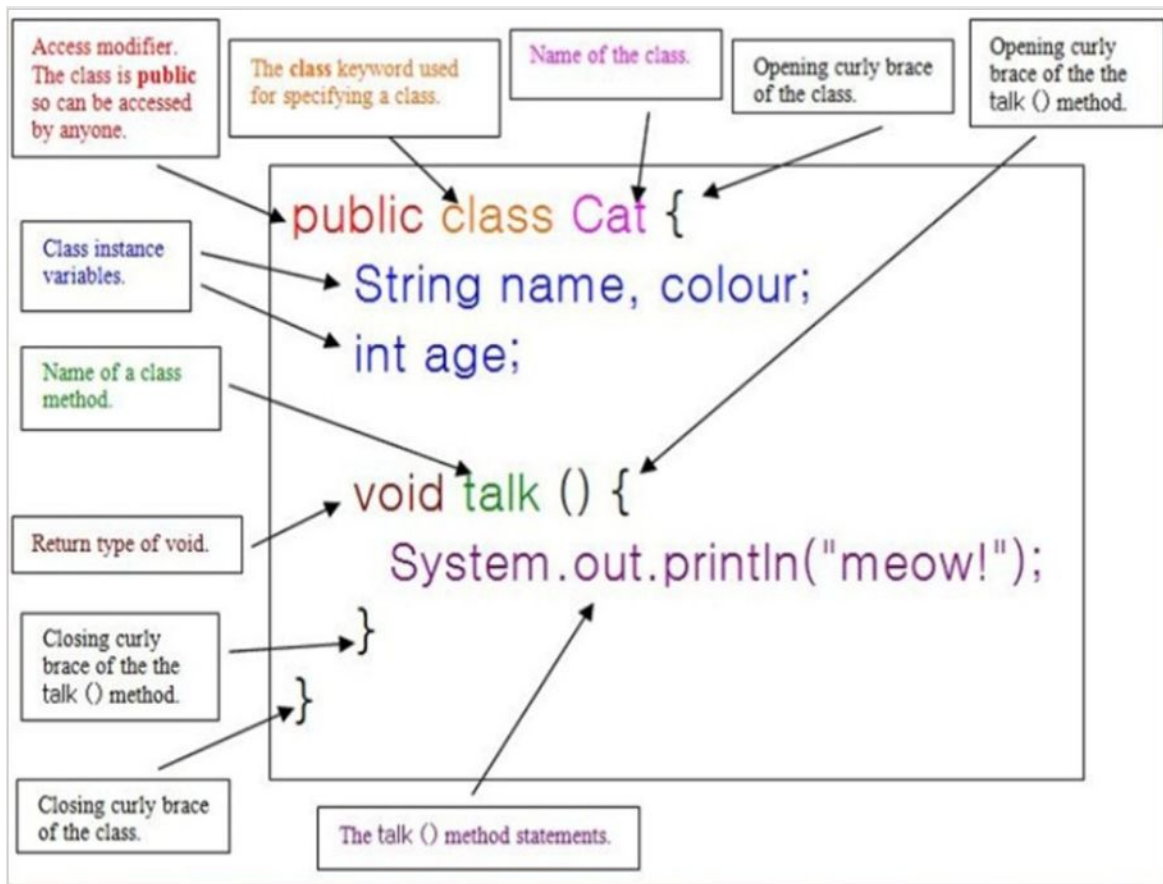 Access modifier.
The class is public
so can be accessed
by anyone.
The class keyword used
for specifying a class.
Name of the class.
Opening curly brace
of the class.
Opening curly
brace of the the
talk () method.
public class Cat {
Class instance
variables.
String name, colour;
int age;
Name of a class
method.
void talk () {
Return type of void.
System.out.println("meow!");
}
Closing curly
brace of the the
talk () method.
}
Closing curly brace
of the class.
The talk () method statements.